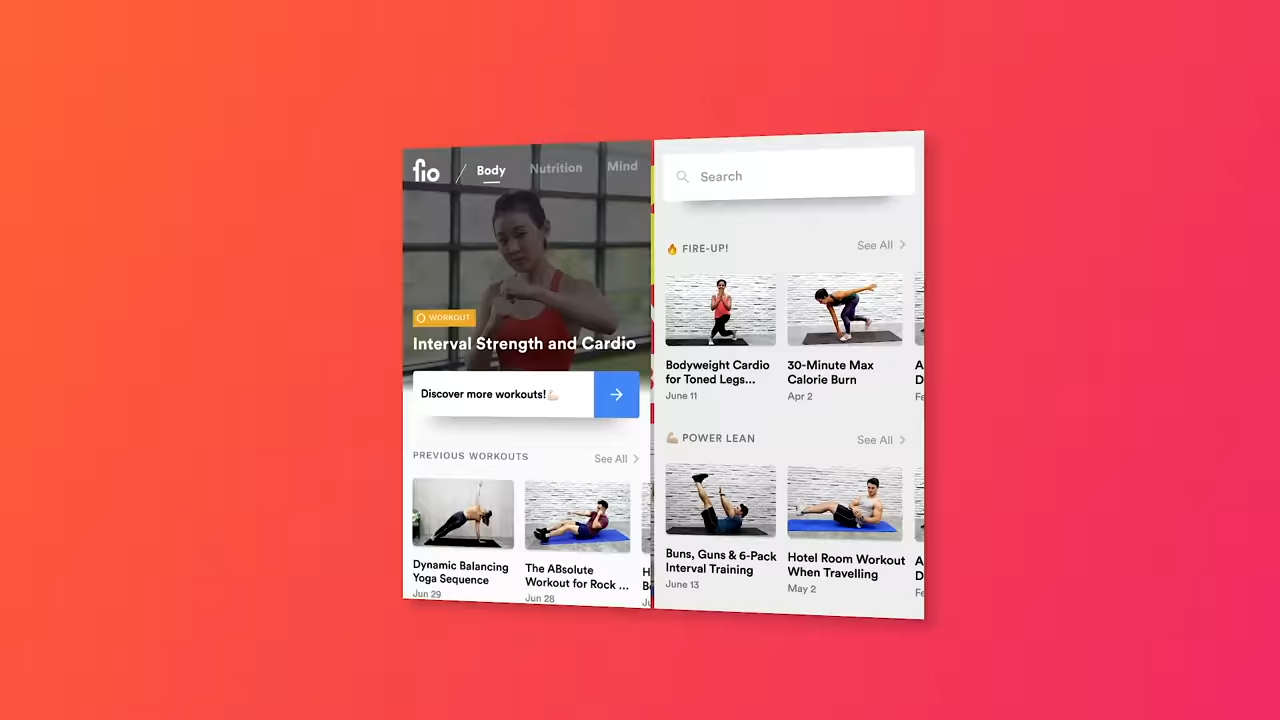 fio / Body Nutrition Mind
WORKOUT
Interval Strength and Cardio
Discover more workouts!💪🏼
PREVIOUS WORKOUTS
See All
Dynamic Balancing
Yoga Sequence
Jun 29
The ABsolute
Workout for Rock ...
Jun 28
Search
🔥 FIRE-UP!
See All
Bodyweight Cardio
for Toned Legs...
June 11
30-Minute Max
Calorie Burn
Apr 2
💪🏼 POWER LEAN
See All
Buns, Guns & 6-Pack
Interval Training
June 13
Hotel Room Workout
When Travelling
May 2